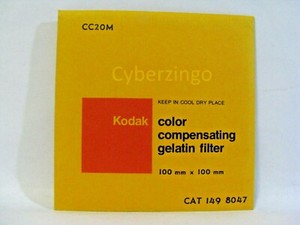 CC20M
Cyberzingo
KEEP IN COOL DRY PLACE
Kodak
color
compensating
gelatin filter
100 mm x 100 mm
CAT 149 8047